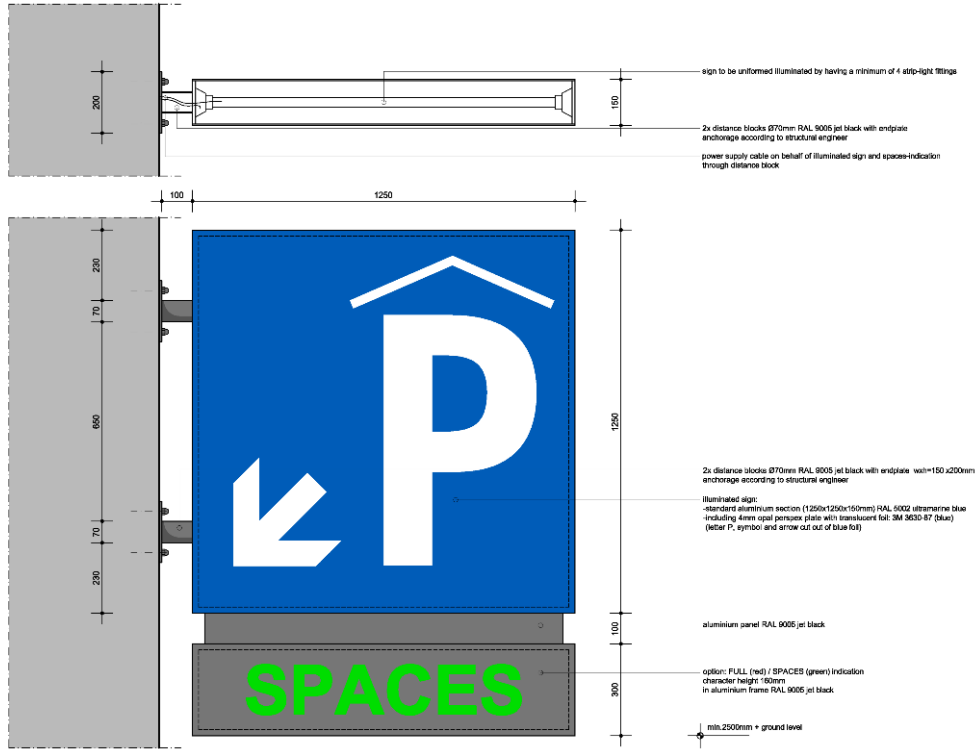 sign to be uniformed illuminated by having a minimum of 4 strip-light fittings
200
150
2x distance blocks Ø70mm RAL 9005 jet black with endplate
anchorage according to structural engineer
power supply cable on behalf of illuminated sign and spaces-indication
through distance block
100
1250
230
70
650
70
230
P
1250
2x distance blocks Ø70mm RAL 9005 jet black with endplate wxh=150x200mm
anchorage according to structural engineer
illuminated sign:
-standard aluminium section (1250x1250x150mm) RAL 5002 ultramarine blue
-including 4mm opal perspex plate with translucent foil: 3M 3630-87 (blue)
(letter P, symbol and arrow cut out of blue foil)
100
aluminium panel RAL 9005 jet black
SPACES
300
option: FULL (red) / SPACES (green) indication
character height 160mm
in aluminium frame RAL 9005 jet black
min.2500mm + ground level